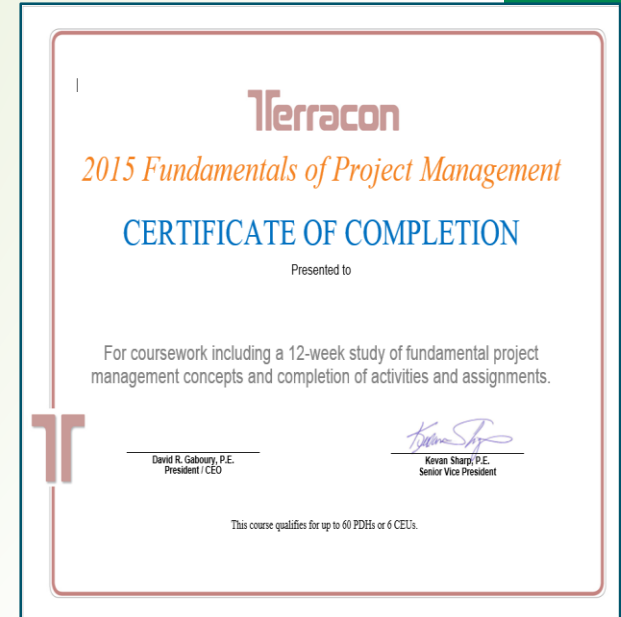 Terracon
2015 Fundamentals of Project Management
CERTIFICATE OF COMPLETION
Presented to
For coursework including a 12-week study of fundamental project
management concepts and completion of activities and assignments.
David R. Gaboury, P.E.
President / CEO
Kevan Sharp, P.E.
Senior Vice President
This course qualifies for up to 60 PDHs or 6 CEUs.